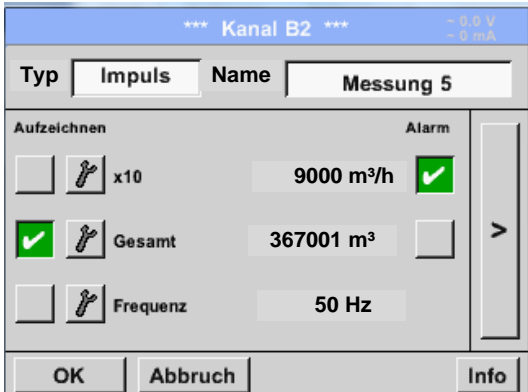 *** Kanal B2 ***
~ 0.0 V
~ 0 mA
Typ Impuls Name Messung 5
Aufzeichnen Alarm
x10 9000 m³/h
Gesamt 367001 m³
>
Frequenz 50 Hz
OK Abbruch Info